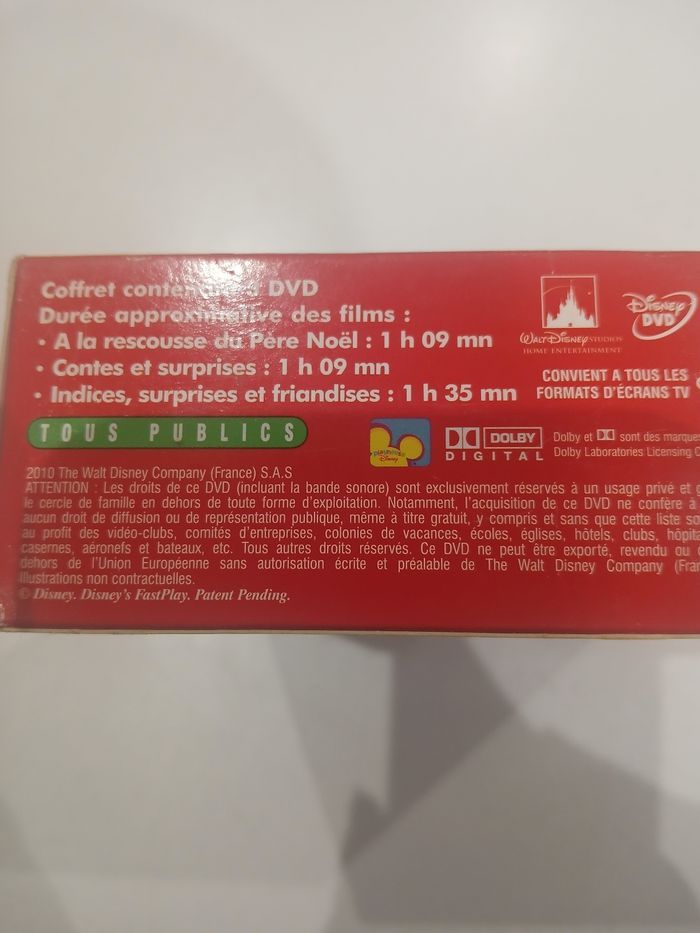 Coffret DVD
Durée approximative des films :
• A la rescousse du Père Noël : 1 h 09 mn
• Contes et surprises : 1 h 09 mn
• Indices, surprises et friandises : 1 h 35 mn
TOUS PUBLICS
WALT DISNEY STUDIOS
HOME ENTERTAINMENT
DISNEY
DVD
CONVIENT A TOUS LES
FORMATS D'ÉCRANS TV
PLAYHOUSE
Disney
DOLBY
DIGITAL
Dolby et sont des marques
Dolby Laboratories Licensing
2010 The Walt Disney Company (France) S.A.S
ATTENTION : Les droits de ce DVD (incluant la bande sonore) sont exclusivement réservés à un usage privé et
le cercle de famille en dehors de toute forme d'exploitation. Notamment, l'acquisition de ce DVD ne confère à
aucun droit de diffusion ou de représentation publique, même à titre gratuit, y compris et sans que cette liste
au profit des vidéo-clubs, comités d'entreprises, colonies de vacances, écoles, églises, hôtels, clubs,
casernes, aéronefs et bateaux, etc. Tous autres droits réservés. Ce DVD ne peut être exporté, revendu ou
dehors de l'Union Européenne sans autorisation écrite et préalable de The Walt Disney Company
Illustrations non contractuelles.
© Disney. Disney's FastPlay. Patent Pending.